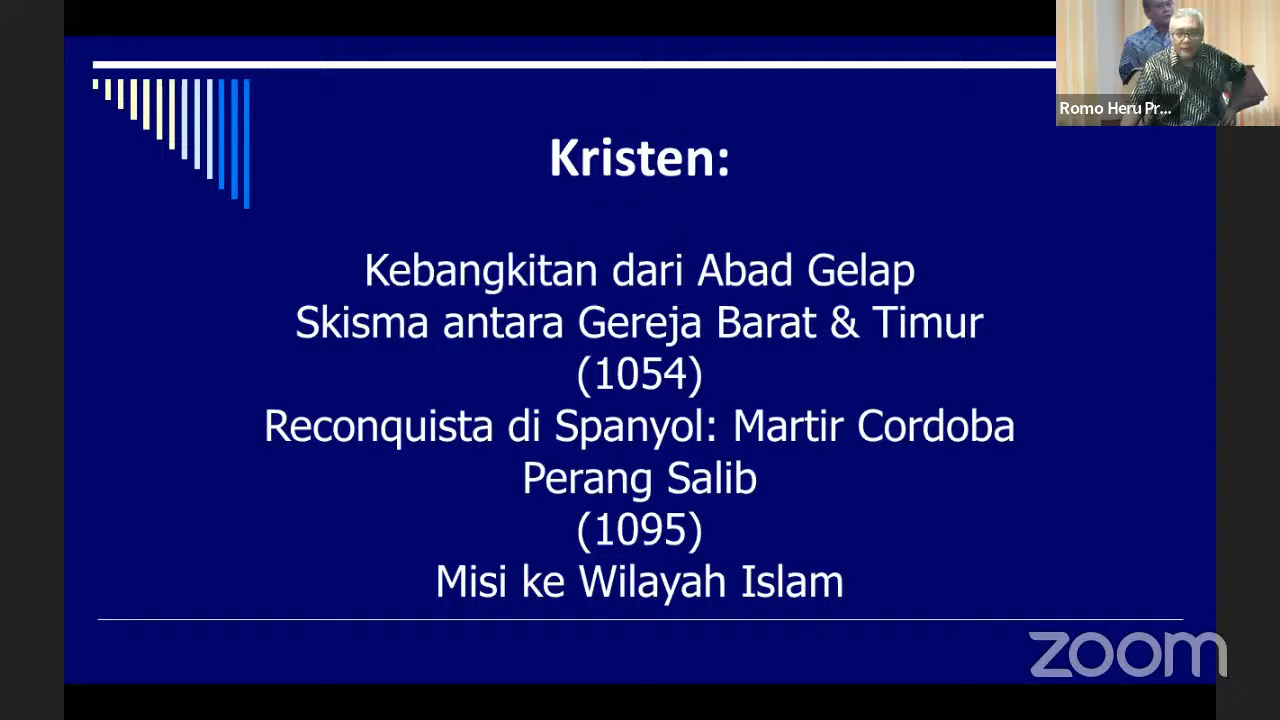 Romo Heru Pr...
Kristen:
Kebangkitan dari Abad Gelap
Skisma antara Gereja Barat & Timur
(1054)
Reconquista di Spanyol: Martir Cordoba
Perang Salib
(1095)
Misi ke Wilayah Islam
zoom